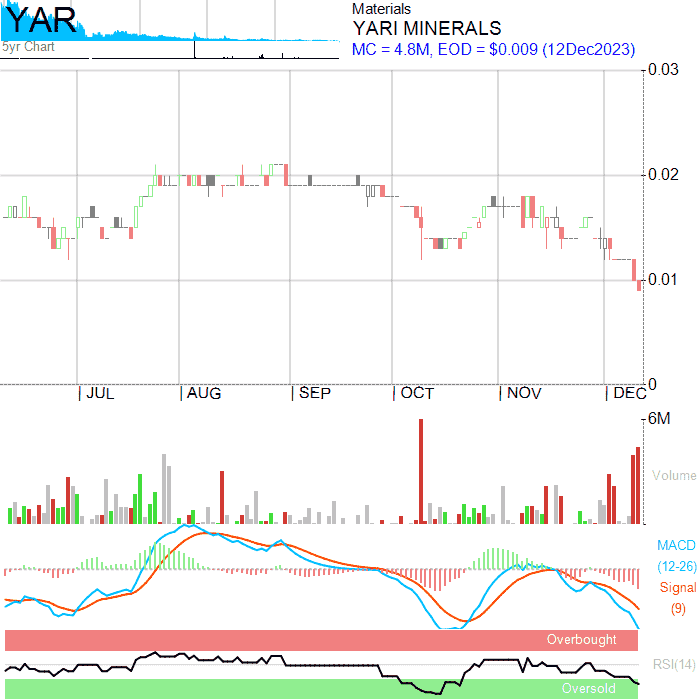 YAR
5yr Chart
Materials
YARI MINERALS
MC = 4.8M, EOD = $0.009 (12Dec2023)
0.03
0.02
0.01
0
JUL AUG SEP OCT NOV DEC
6M
Volume
MACD
(12-26)
Signal
(9)
Overbought
RSI(14)
Oversold